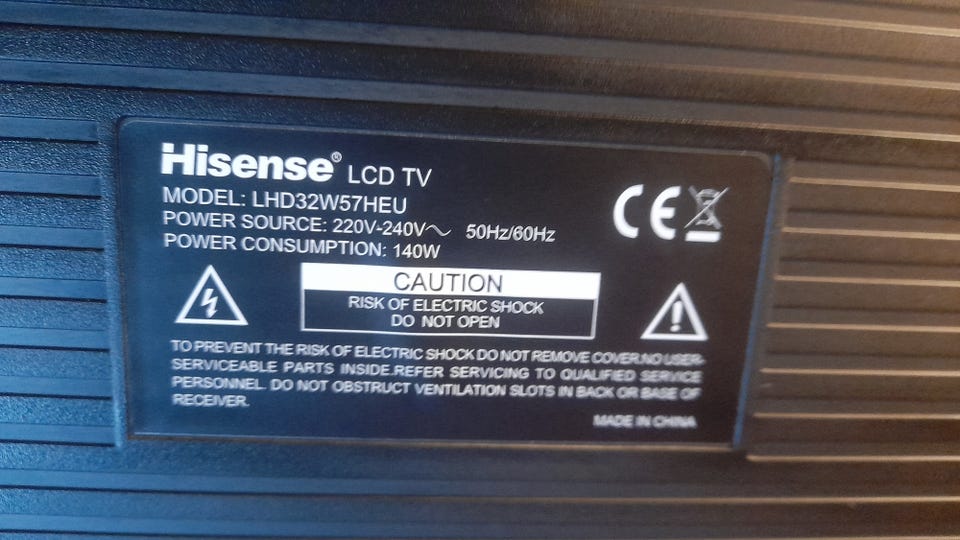 Hisense® LCD TV
MODEL: LHD32W57HEU
POWER SOURCE: 220V-240V～ 50Hz/60Hz
POWER CONSUMPTION: 140W
CE
CAUTION
RISK OF ELECTRIC SHOCK
DO NOT OPEN
TO PREVENT THE RISK OF ELECTRIC SHOCK DO NOT REMOVE COVER.NO USER-
SERVICEABLE PARTS INSIDE.REFER SERVICING TO QUALIFIED SERVICE
PERSONNEL. DO NOT OBSTRUCT VENTILATION SLOTS IN BACK OR BASE OF
RECEIVER.
MADE IN CHINA